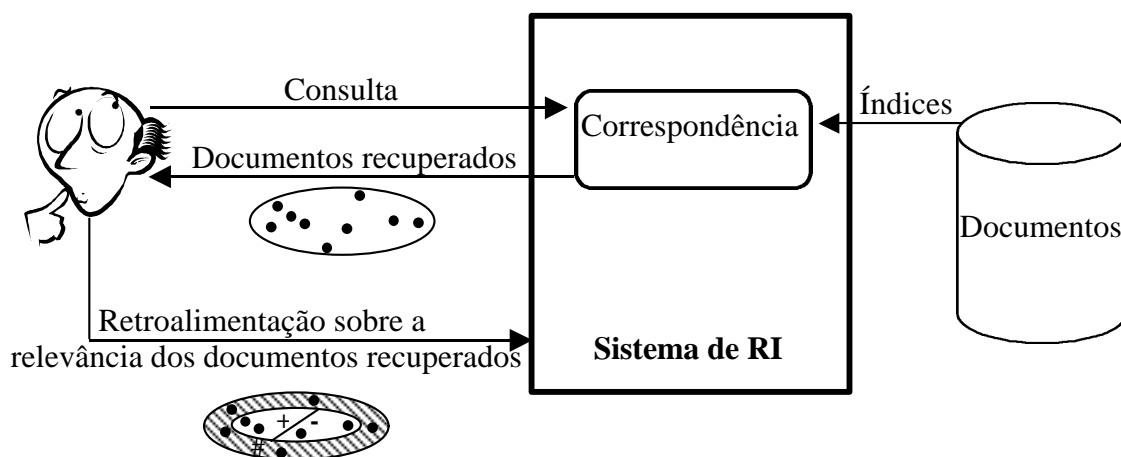 Consulta
Índices
Correspondência
Documentos recuperados
Documentos
Retroalimentação sobre a
relevância dos documentos recuperados
Sistema de RI
+ -
#